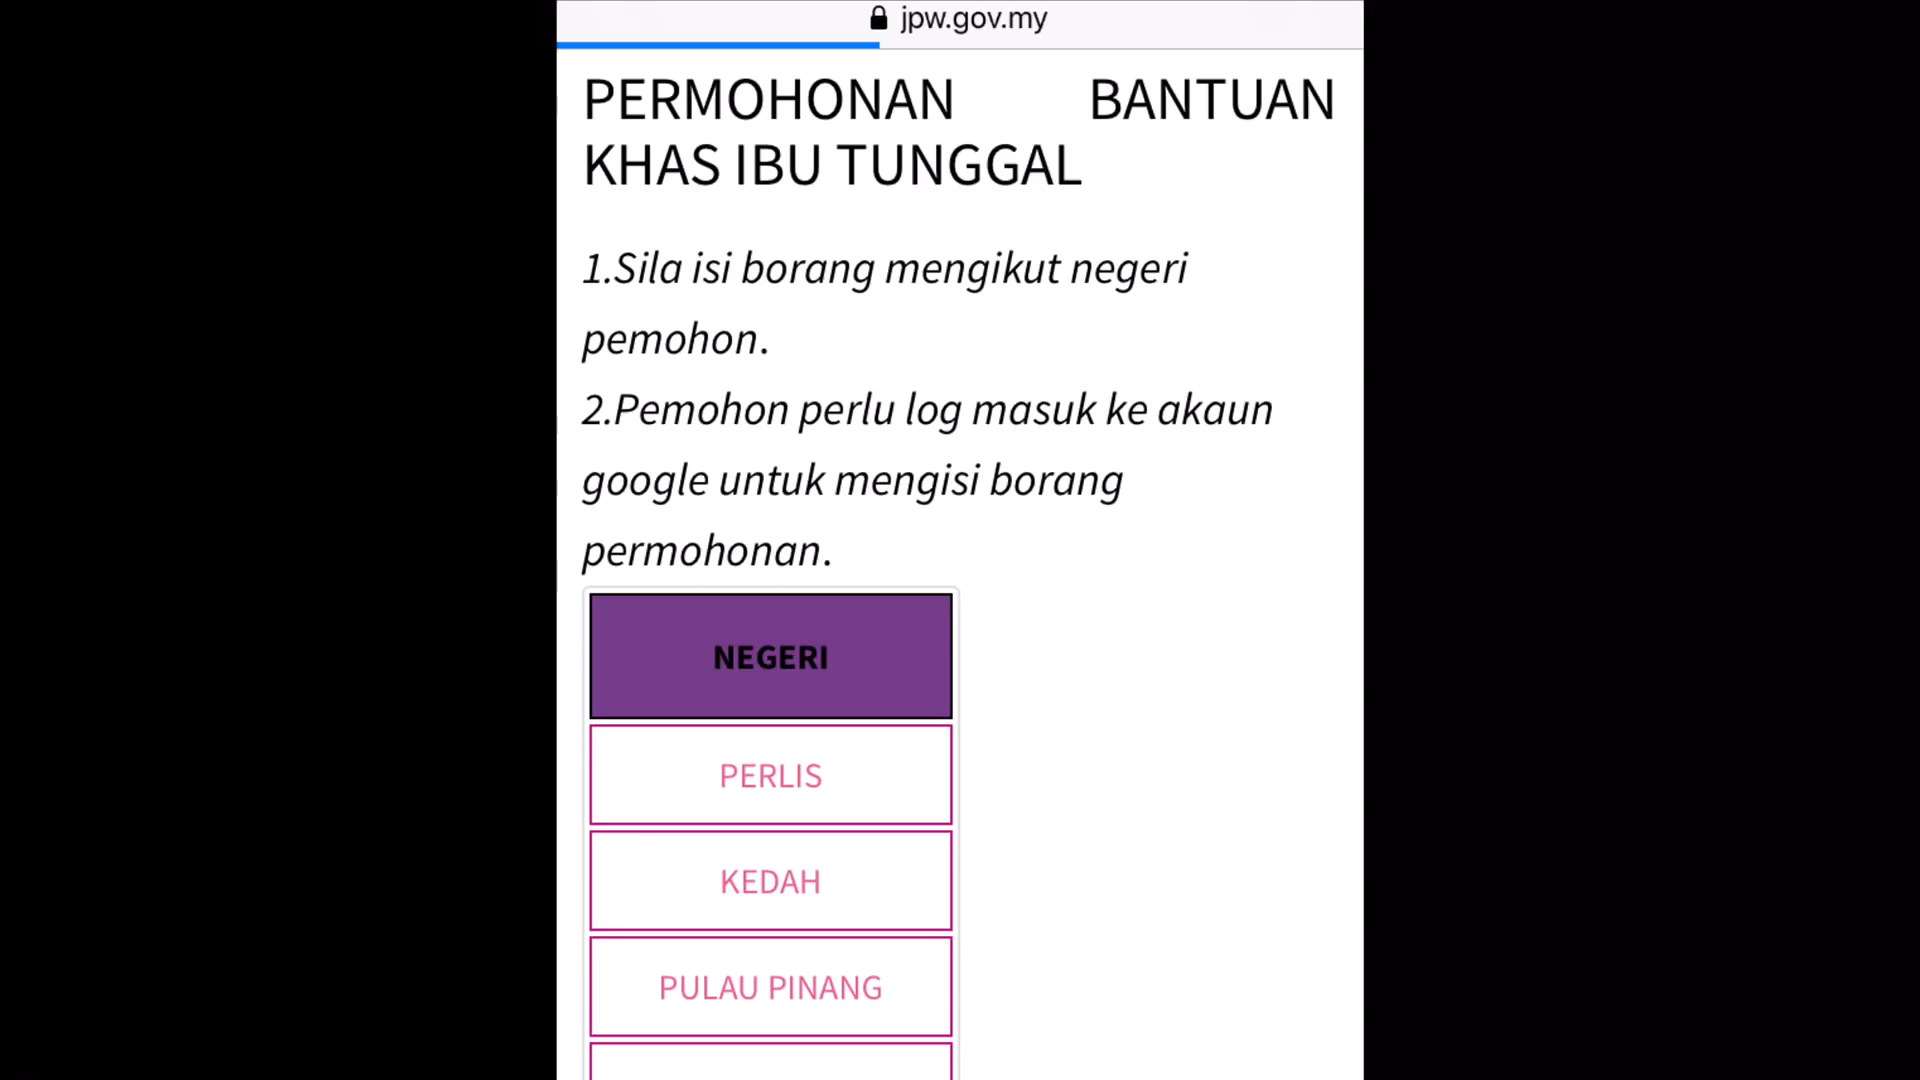 jpw.gov.my
PERMOHONAN BANTUAN
KHAS IBU TUNGGAL
1.Sila isi borang mengikut negeri
pemohon.
2.Pemohon perlu log masuk ke akaun
google untuk mengisi borang
permohonan.
NEGERI
PERLIS
KEDAH
PULAU PINANG